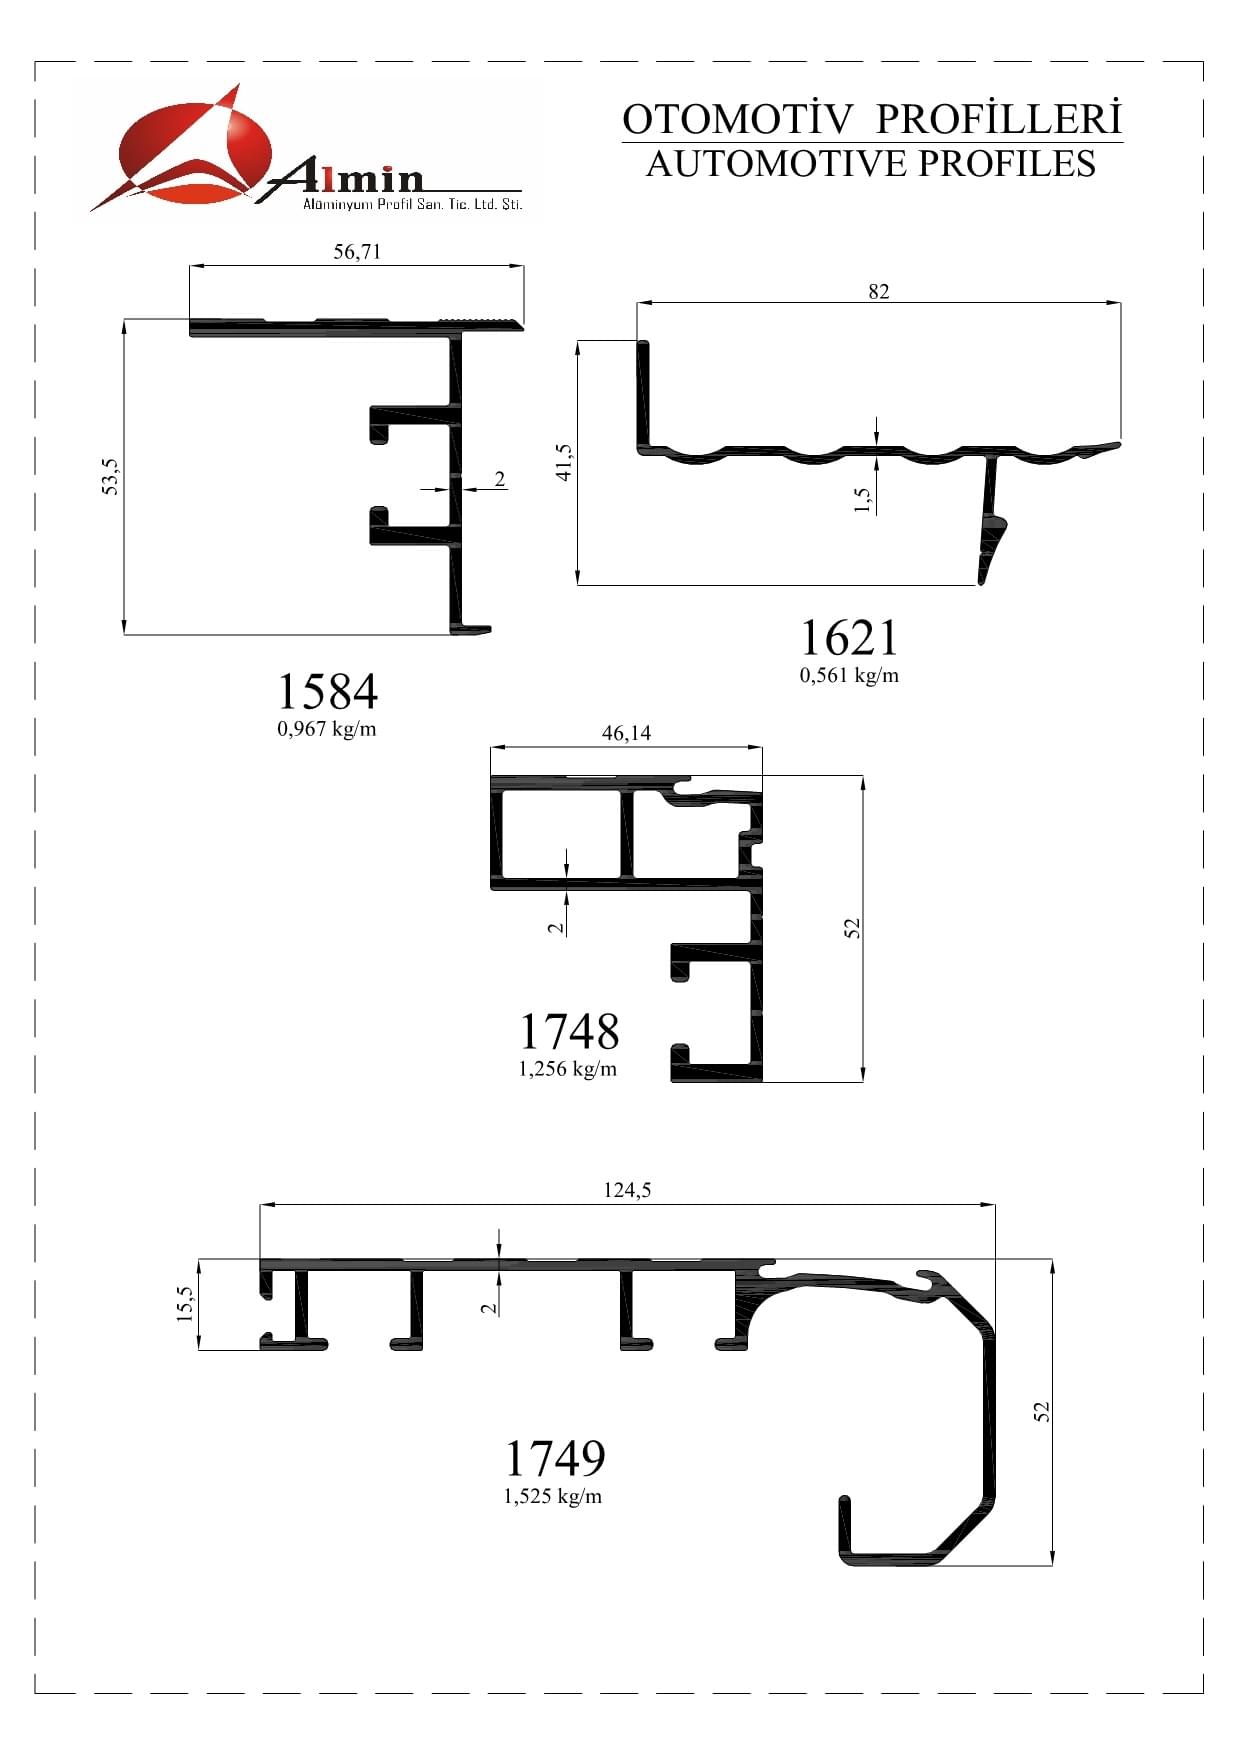 Almin
Alüminyum Profil San. Tic. Ltd. Şti.
OTOMOTİV PROFİLLERİ
AUTOMOTIVE PROFILES
56,71
53,5
2
1584
0,967 kg/m
82
41,5
1,5
1621
0,561 kg/m
46,14
2
52
1748
1,256 kg/m
124,5
15,5
2
52
1749
1,525 kg/m